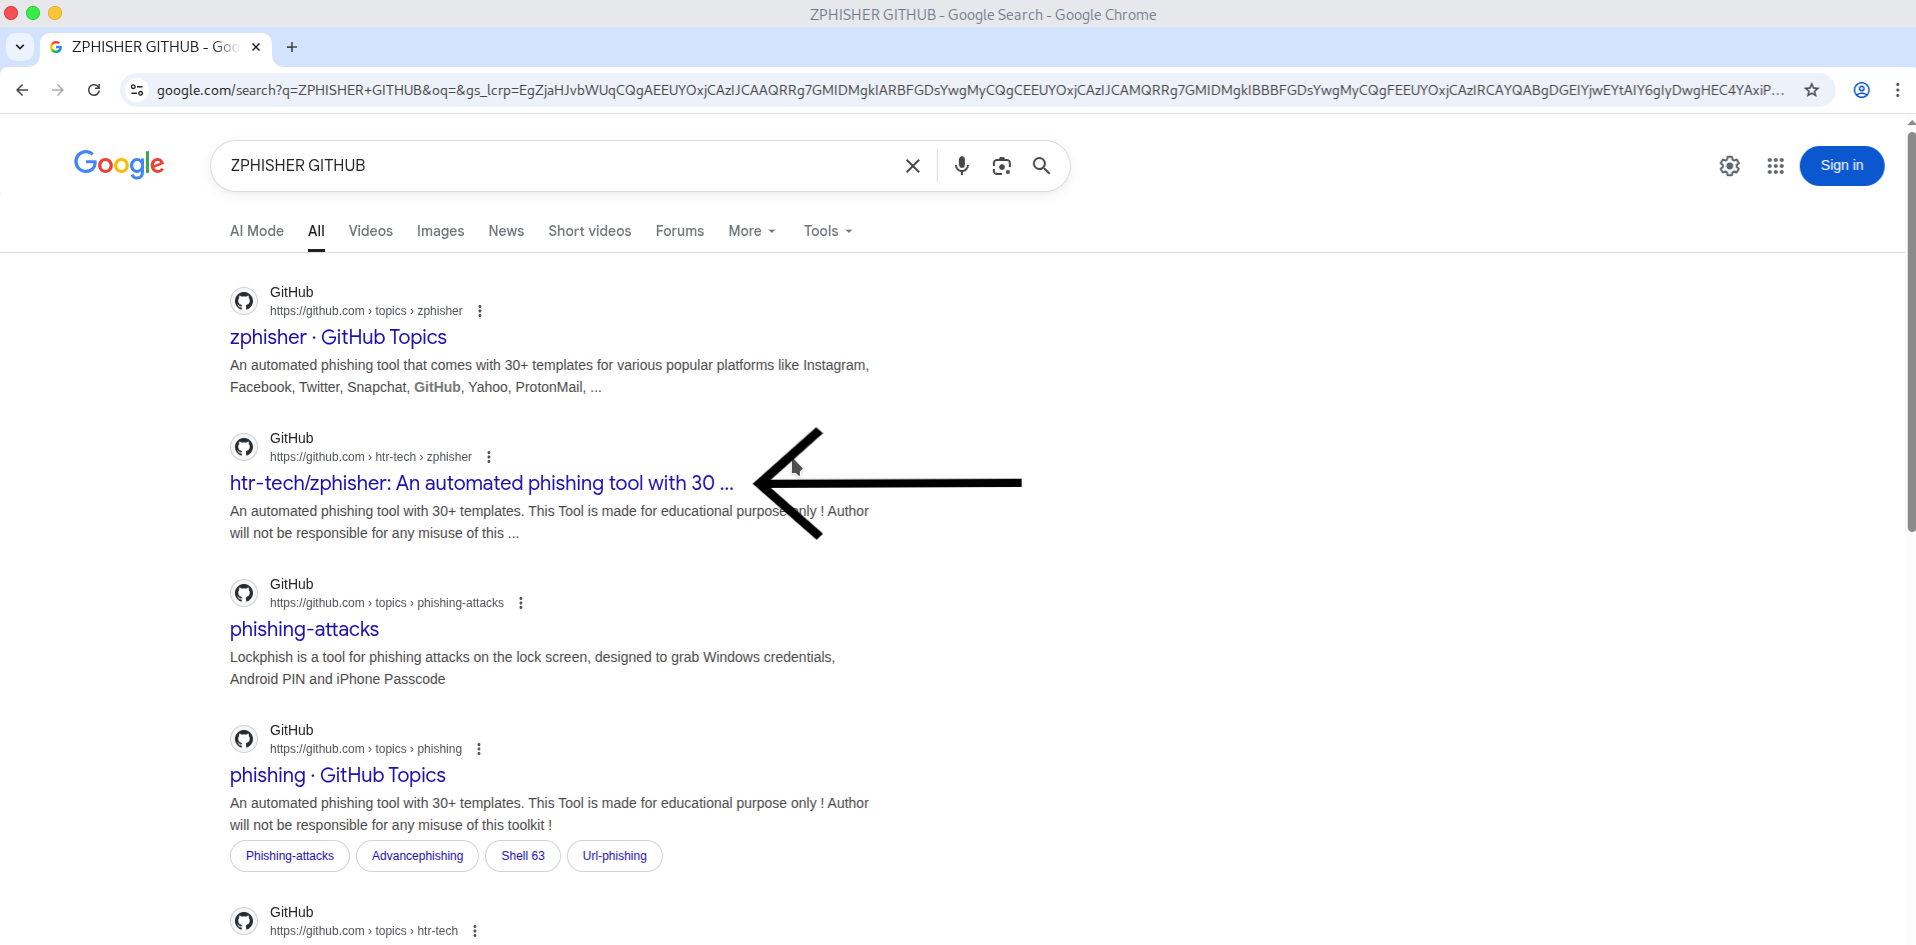 ZPHISHER GITHUB - Google Search - Google Chrome
ZPHISHER GITHUB - Goo
google.com/search?q=ZPHISHER+GITHUB&oq=&gs_lcrp=EgZjaHJvbWUqCQgAEEUYOxjCAzIJCAAQRRg7GMIDMgkIARBFGDsYwgMyCQgCEEUYOxjCAzIJCAMQRRg7GMIDMgkIBBBFGDsYwgMyCQgFEEUYOxjCAzIRCAYQABgDGEIYjwEYtAIY6gIyDwgHEC4YAxiP...
Google
ZPHISHER GITHUB
Sign in
AI Mode All Videos Images News Short videos Forums More Tools
GitHub
https://github.com › topics › zphisher
zphisher · GitHub Topics
An automated phishing tool that comes with 30+ templates for various popular platforms like Instagram,
Facebook, Twitter, Snapchat, GitHub, Yahoo, ProtonMail, ...
GitHub
https://github.com › htr-tech › zphisher
htr-tech/zphisher: An automated phishing tool with 30 ...
An automated phishing tool with 30+ templates. This Tool is made for educational purpose only ! Author
will not be responsible for any misuse of this ...
GitHub
https://github.com › topics › phishing-attacks
phishing-attacks
Lockphish is a tool for phishing attacks on the lock screen, designed to grab Windows credentials,
Android PIN and iPhone Passcode
GitHub
https://github.com › topics › phishing
phishing · GitHub Topics
An automated phishing tool with 30+ templates. This Tool is made for educational purpose only ! Author
will not be responsible for any misuse of this toolkit !
Phishing-attacks Advancephishing Shell 63 Url-phishing
GitHub
https://github.com › topics › htr-tech